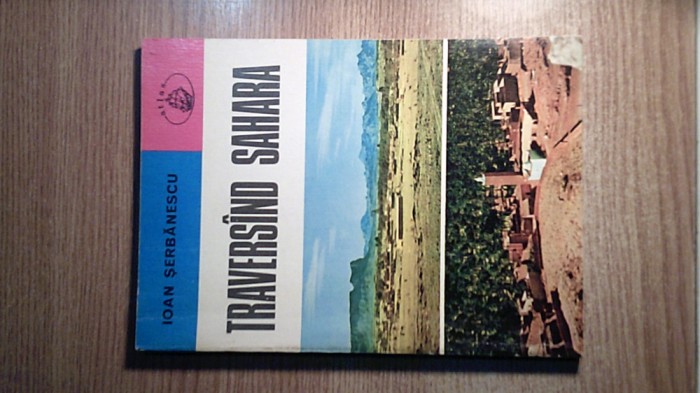 atlas
IOAN ȘERBĂNESCU
TRAVERSÎND SAHARA